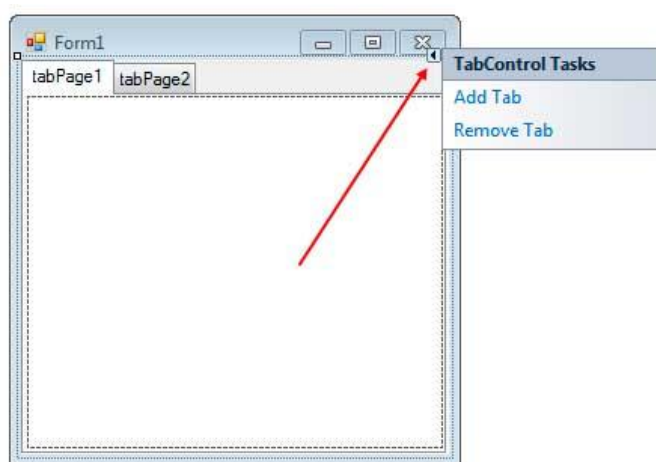 Form1
tabPage1 tabPage2
TabControl Tasks
Add Tab
Remove Tab